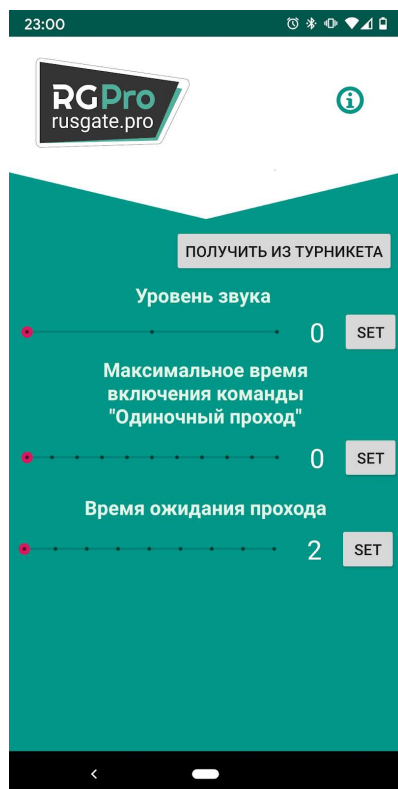 23:00
RGPro
rusgate.pro
ПОЛУЧИТЬ ИЗ ТУРНИКЕТА
Уровень звука
0 SET
Максимальное время
включения команды
"Одиночный проход"
0 SET
Время ожидания прохода
2 SET